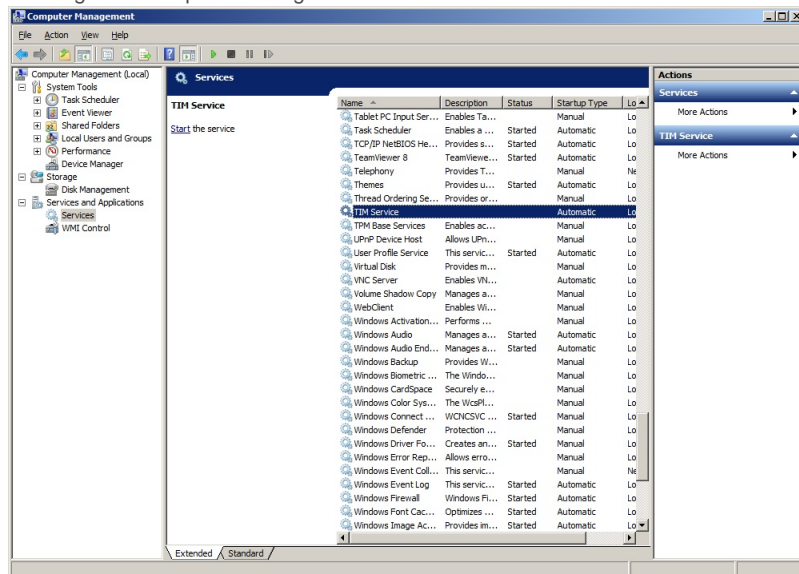 Computer Management
File Action View Help
Computer Management (Local)
System Tools
Task Scheduler
Event Viewer
Shared Folders
Local Users and Groups
Performance
Device Manager
Storage
Disk Management
Services and Applications
Services
WMI Control
Services
TIM Service
Start the service
Name Description Status Startup Type Lo
Tablet PC Input Ser... Enables Ta... Manual Lo
Task Scheduler Enables a ... Started Automatic Lo
TCP/IP NetBIOS He... Provides s... Started Automatic Lo
TeamViewer 8 TeamViewe... Started Automatic Lo
Telephony Provides T... Manual Ne
Themes Provides u... Started Automatic Lo
Thread Ordering Se... Provides or... Manual Lo
TIM Service Automatic Lo
TPM Base Services Enables ac... Manual Lo
UPnP Device Host Allows UPn... Manual Lo
User Profile Service This servic... Started Automatic Lo
Virtual Disk Provides m... Manual Lo
VNC Server Enables VN... Automatic Lo
Volume Shadow Copy Manages a... Manual Lo
WebClient Enables Wi... Manual Lo
Windows Activation... Performs ... Manual Lo
Windows Audio Manages a... Started Automatic Lo
Windows Audio End... Manages a... Started Automatic Lo
Windows Backup Provides W... Manual Lo
Windows Biometric ... The Windo... Manual Lo
Windows CardSpace Securely e... Manual Lo
Windows Color Sys... The WcsPl... Manual Lo
Windows Connect ... WCNCSVC ... Started Manual Lo
Windows Defender Protection ... Manual Lo
Windows Driver Fo... Creates an... Started Manual Lo
Windows Error Rep... Allows erro... Manual Lo
Windows Event Coll... This servic... Manual Ne
Windows Event Log This servic... Started Automatic Lo
Windows Firewall Windows Fi... Started Automatic Lo
Windows Font Cac... Optimizes ... Started Automatic Lo
Windows Image Ac... Provides im... Started Automatic Lo
Extended Standard
Actions
Services
More Actions
TIM Service
More Actions